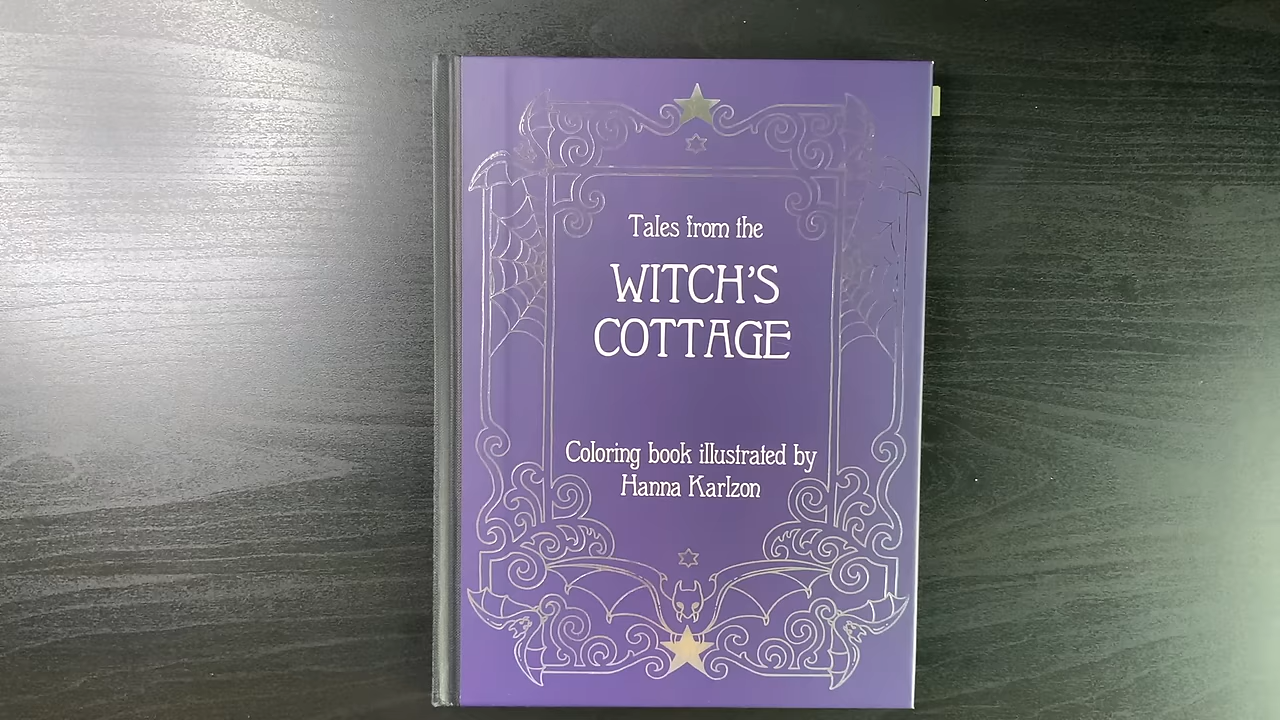 Tales from the
WITCH'S
COTTAGE
Coloring book illustrated by
Hanna Karlzon